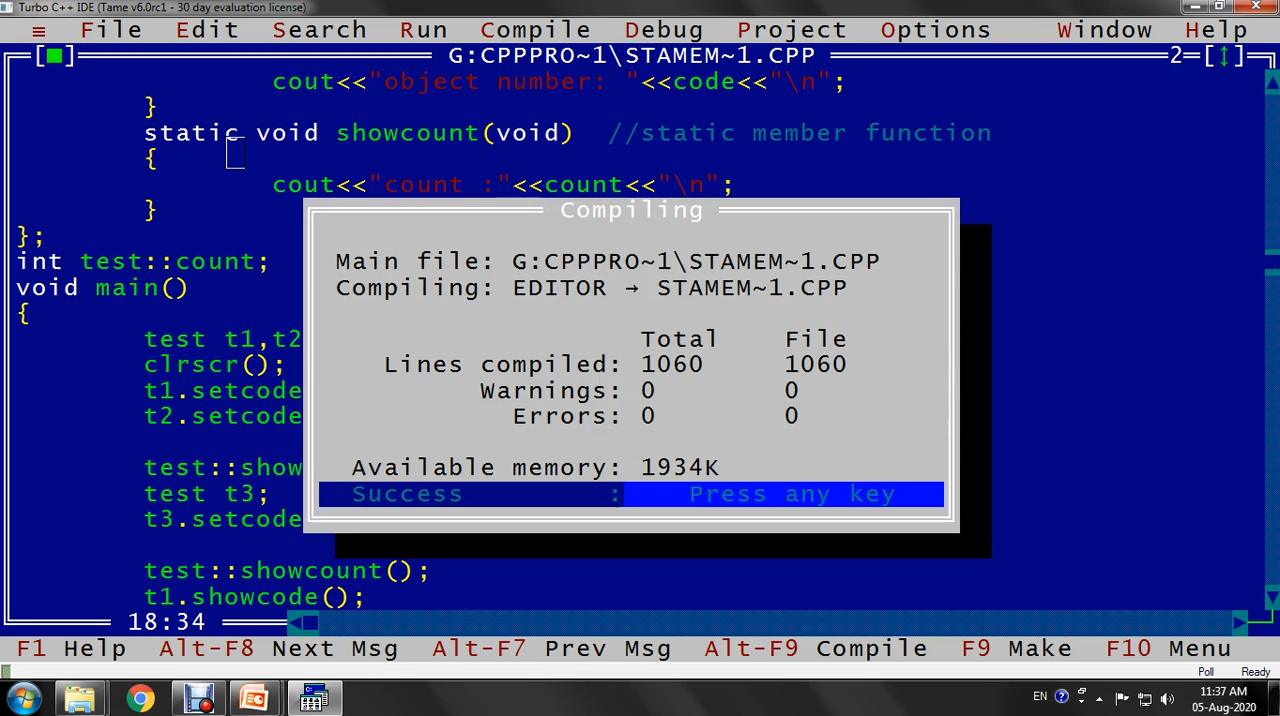 Turbo C++ IDE (Tame v6.0rc1 - 30 day evaluation license)
≡ File Edit Search Run Compile Debug Project Options Window Help
[■] G:CPPPRO~1\STAMEM~1.CPP 2=[↕]
cout<<"object number: "<<code<<"\n";
}
static void showcount(void) //static member function
{
cout<<"count :"<<count<<"\n";
}
};
int test::count;
void main()
{
test t1,t2
clrscr();
t1.setcode
t2.setcode
test::show
test t3;
t3.setcode
test::showcount();
t1.showcode();
Compiling
Main file: G:CPPPRO~1\STAMEM~1.CPP
Compiling: EDITOR → STAMEM~1.CPP
Total File
Lines compiled: 1060 1060
Warnings: 0 0
Errors: 0 0
Available memory: 1934K
Success : Press any key
18:34
F1 Help Alt-F8 Next Msg Alt-F7 Prev Msg Alt-F9 Compile F9 Make F10 Menu
Poll Ready
EN 11:37 AM
05-Aug-2020